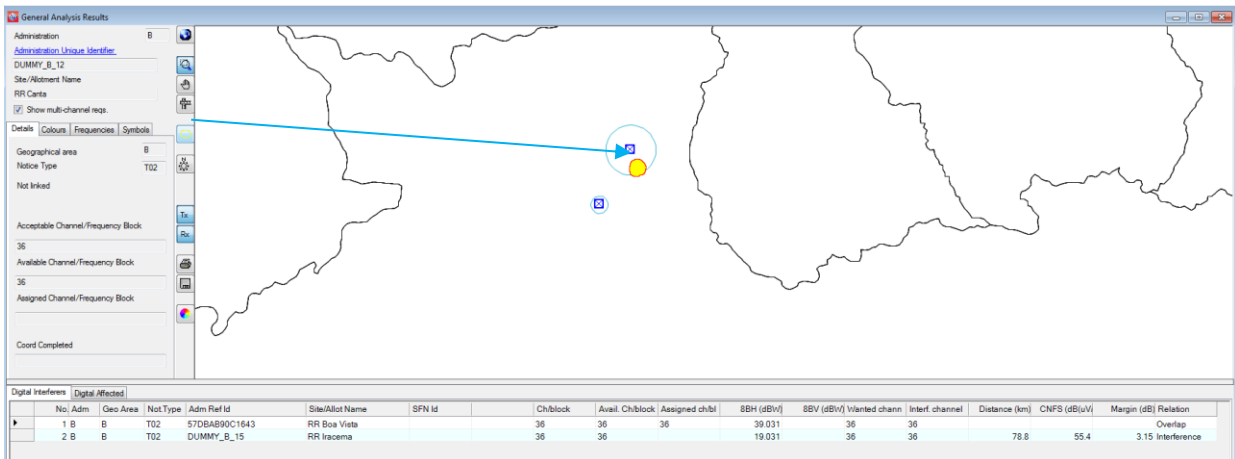 General Analysis Results
Administration B
Administration Unique Identifier
DUMMY_B_12
Site/Allotment Name
RR Canta
Show multi-channel reqs.
Details Colours Frequencies Symbols
Geographical area B
Notice Type T02
Not linked
Acceptable Channel/Frequency Block
36
Available Channel/Frequency Block
36
Assigned Channel/Frequency Block
Coord Completed
Tx
Rx
Digital Interferers Digital Affected
No. Adm Geo Area Not.Type Adm Ref Id Site/Allot Name SFN Id Ch/block Avail. Ch/block Assigned ch/bl 8BH (dBW) 8BV (dBW) Wanted chann Interf. channel Distance (km) CNFS (dB(uV/ Margin (dB) Relation
1 B B T02 57DBAB90C1643 RR Boa Vista 36 36 36 39.031 36 36 Overlap
2 B B T02 DUMMY_B_15 RR Iracema 36 36 19.031 36 36 78.8 55.4 3.15 Interference